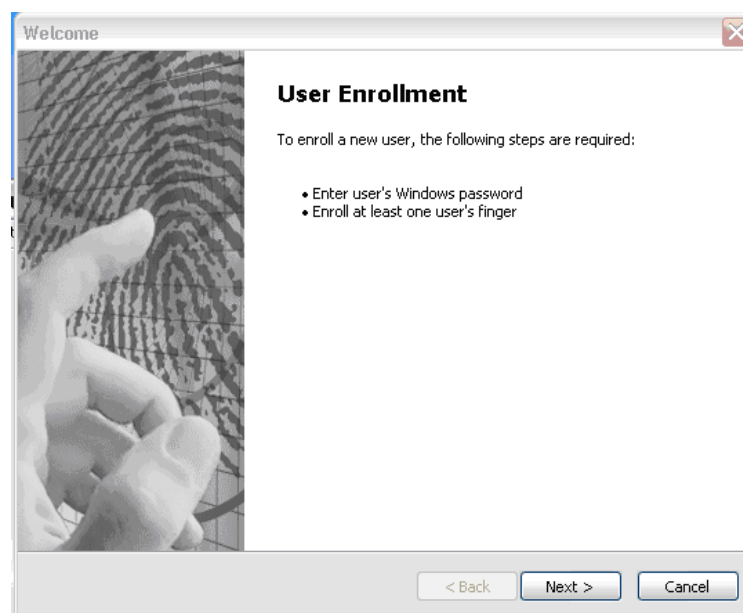 Welcome
User Enrollment
To enroll a new user, the following steps are required:
• Enter user's Windows password
• Enroll at least one user's finger
< Back Next > Cancel